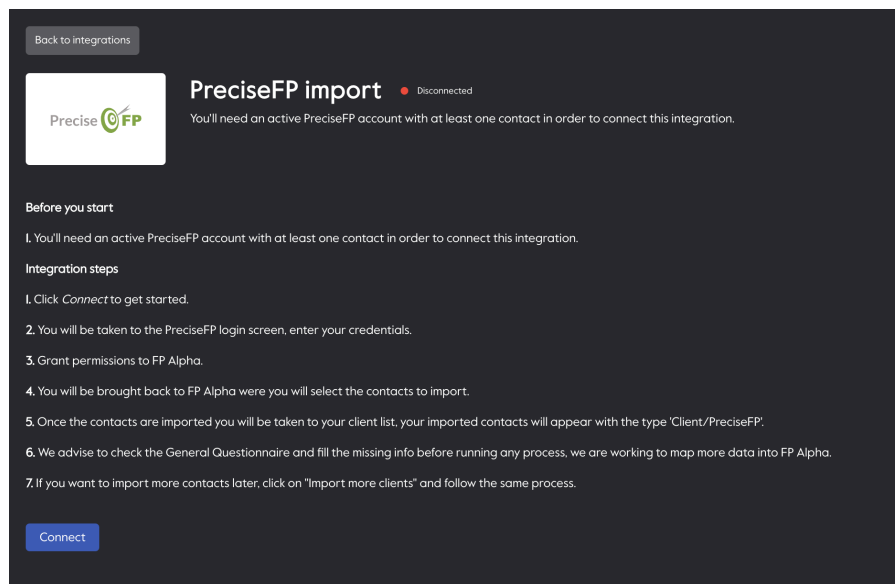 Back to integrations
Precise FP
PreciseFP import
Disconnected
You'll need an active PreciseFP account with at least one contact in order to connect this integration.
Before you start
1. You'll need an active PreciseFP account with at least one contact in order to connect this integration.
Integration steps
1. Click Connect to get started.
2. You will be taken to the PreciseFP login screen, enter your credentials.
3. Grant permissions to FP Alpha.
4. You will be brought back to FP Alpha were you will select the contacts to import.
5. Once the contacts are imported you will be taken to your client list, your imported contacts will appear with the type 'Client/PreciseFP'.
6. We advise to check the General Questionnaire and fill the missing info before running any process, we are working to map more data into FP Alpha.
7. If you want to import more contacts later, click on "Import more clients" and follow the same process.
Connect